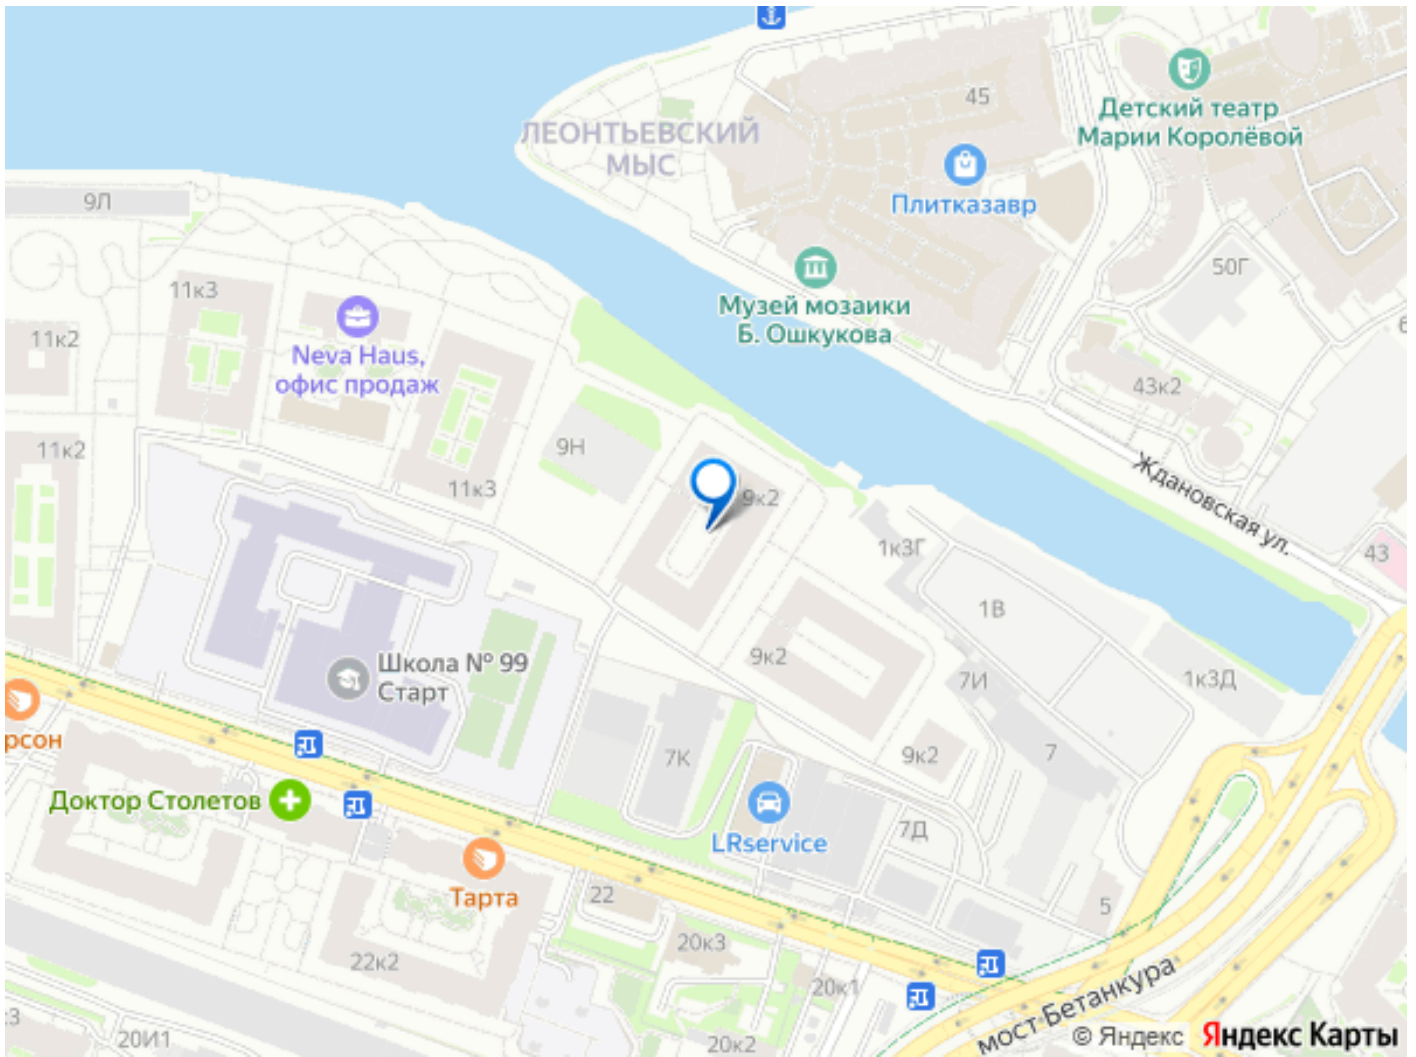 45
Детский театр
Марии Королёвой
ЛЕОНТЬЕВСКИЙ
МЫС
Плитказавр
9Л
50Г
11к3
Музей мозаики
Б. Ошкукова
11к2
Neva Haus,
офис продаж
43к2
11к2
9Н
11к3
9к2
Ждановская ул.
1к3Г
43
1В
9к2
Школа № 99
Старт
7И
1к3Д
рсон
7К
9к2
7
Доктор Столетов
LRservice
7Д
Тарта
22
5
20к3
22к2
20к1
мост Бетанкура
20И1
20к2
© Яндекс Яндекс Карты